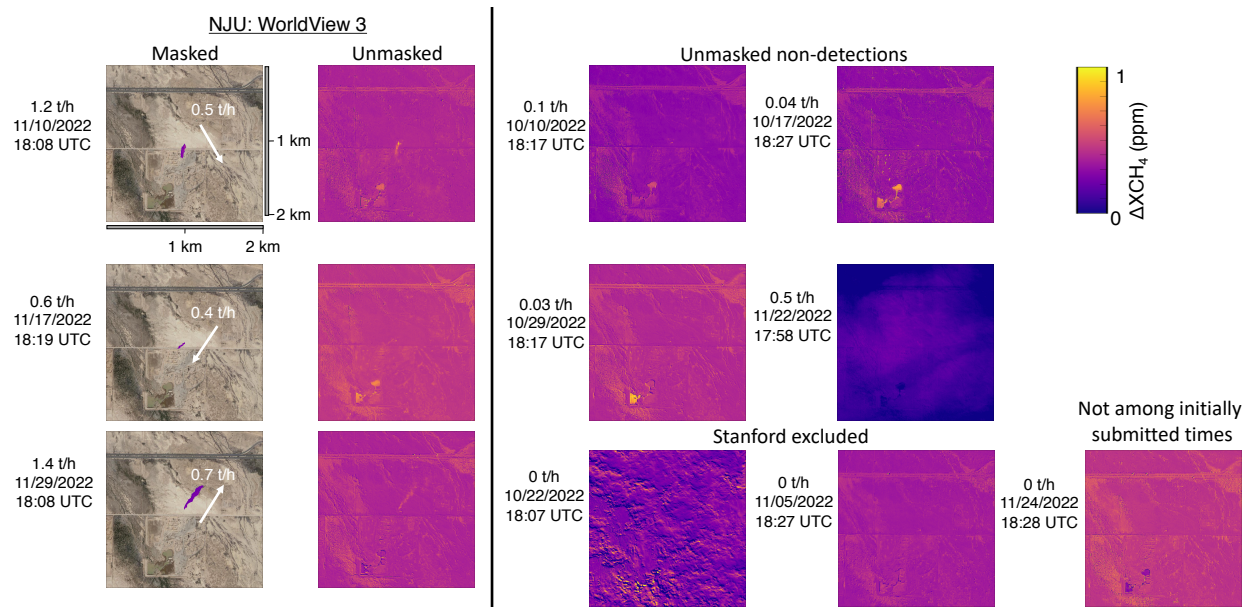 NJU: WorldView 3
Masked
Unmasked
1.2 t/h
11/10/2022
18:08 UTC
0.5 t/h
1 km
2 km
1 km
2 km
0.6 t/h
11/17/2022
18:19 UTC
0.4 t/h
1.4 t/h
11/29/2022
18:08 UTC
0.7 t/h
Unmasked non-detections
0.1 t/h
10/10/2022
18:17 UTC
0.04 t/h
10/17/2022
18:27 UTC
1
0
ΔXCH₄ (ppm)
0.03 t/h
10/29/2022
18:17 UTC
0.5 t/h
11/22/2022
17:58 UTC
Stanford excluded
0 t/h
10/22/2022
18:07 UTC
0 t/h
11/05/2022
18:27 UTC
Not among initially
submitted times
0 t/h
11/24/2022
18:28 UTC